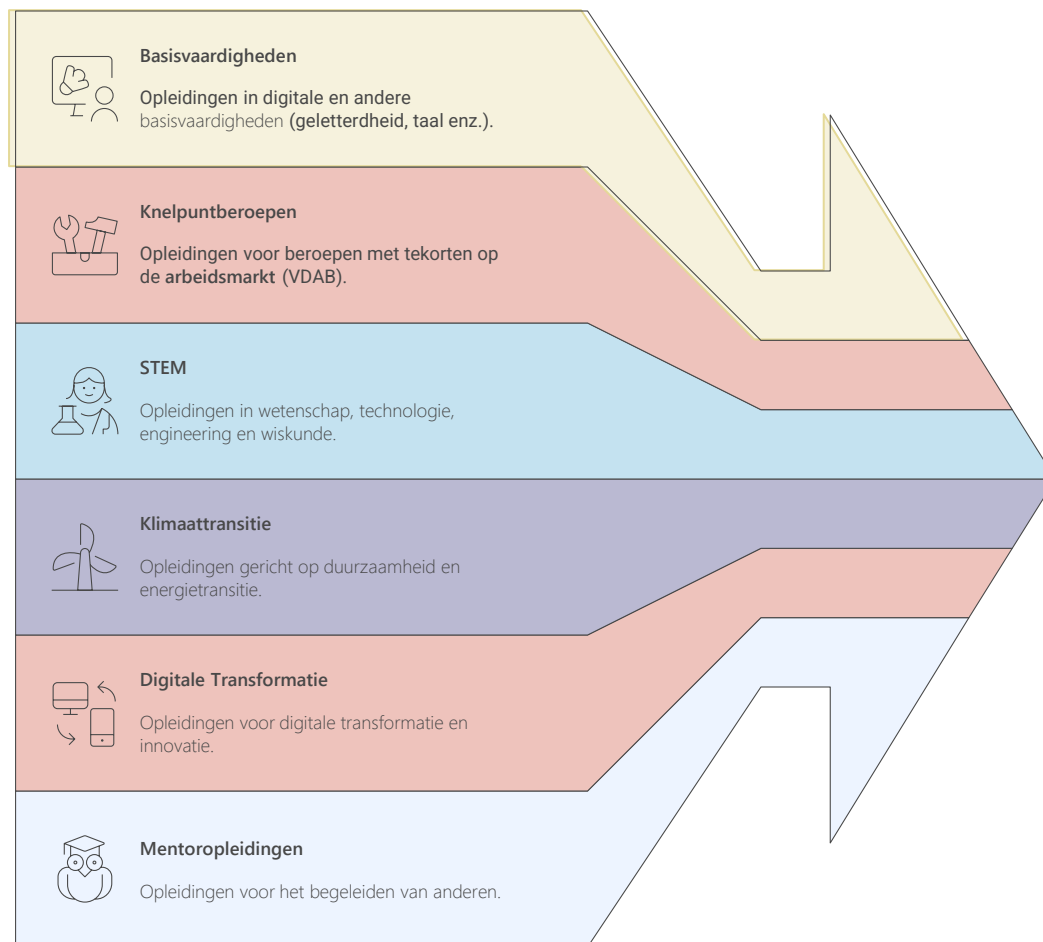 Basisvaardigheden
Opleidingen in digitale en andere
basisvaardigheden (geletterdheid, taal enz.).
Knelpuntberoepen
Opleidingen voor beroepen met tekorten op
de arbeidsmarkt (VDAB).
STEM
Opleidingen in wetenschap, technologie,
engineering en wiskunde.
Klimaattransitie
Opleidingen gericht op duurzaamheid en
energietransitie.
Digitale Transformatie
Opleidingen voor digitale transformatie en
innovatie.
Mentoropleidingen
Opleidingen voor het begeleiden van anderen.